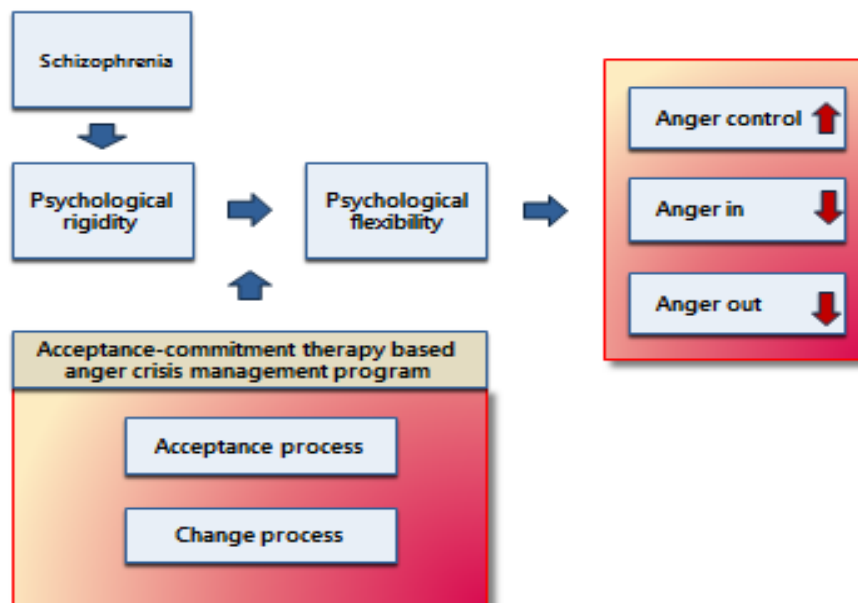 Schizophrenia
Psychological
rigidity
Psychological
flexibility
Anger control
Anger in
Anger out
Acceptance-commitment therapy based
anger crisis management program
Acceptance process
Change process